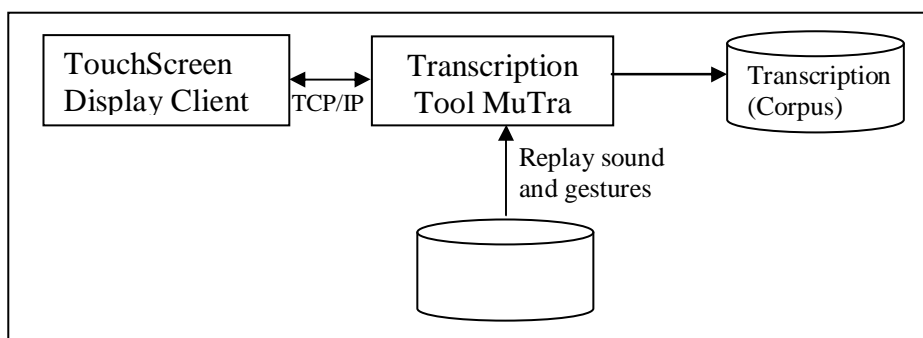 TouchScreen
Display Client
TCP/IP
Transcription
Tool MuTra
Transcription
(Corpus)
Replay sound
and gestures